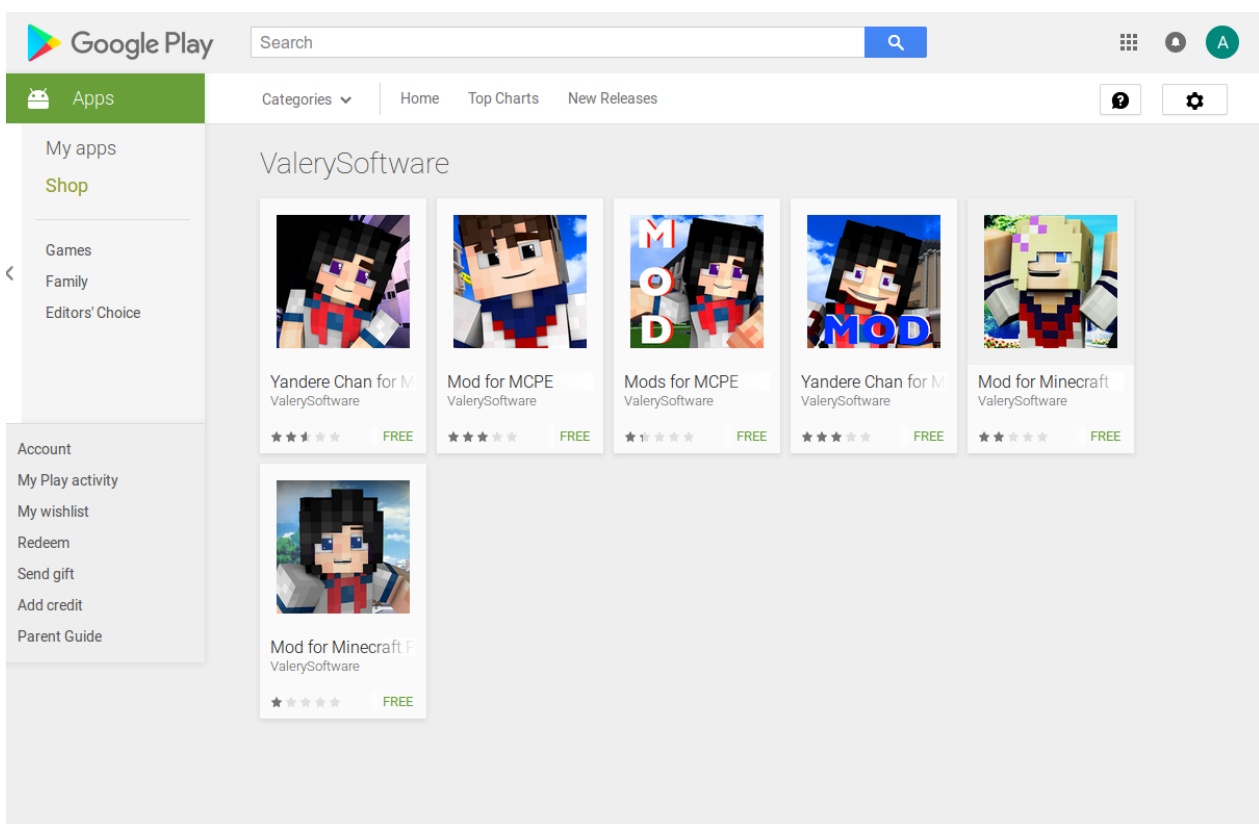 Google Play
Search
A
Apps
Categories
Home
Top Charts
New Releases
My apps
Shop
Games
Family
Editors' Choice
Account
My Play activity
My wishlist
Redeem
Send gift
Add credit
Parent Guide
ValerySoftware
Yandere Chan for M
ValerySoftware
FREE
Mod for MCPE
ValerySoftware
FREE
MOD
Mods for MCPE
ValerySoftware
FREE
MOD
Yandere Chan for M
ValerySoftware
FREE
Mod for Minecraft
ValerySoftware
FREE
Mod for Minecraft P
ValerySoftware
FREE